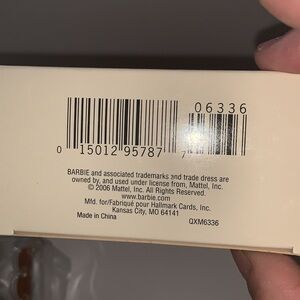 06336
0 15012 95787 7
BARBIE and associated trademarks and trade dress are
owned by, and used under license from, Mattel, Inc.
© 2006 Mattel, Inc. All Rights Reserved.
www.barbie.com
Mfd. for/Fabriqué pour Hallmark Cards, Inc.
Kansas City, MO 64141
Made in China
QXM6336